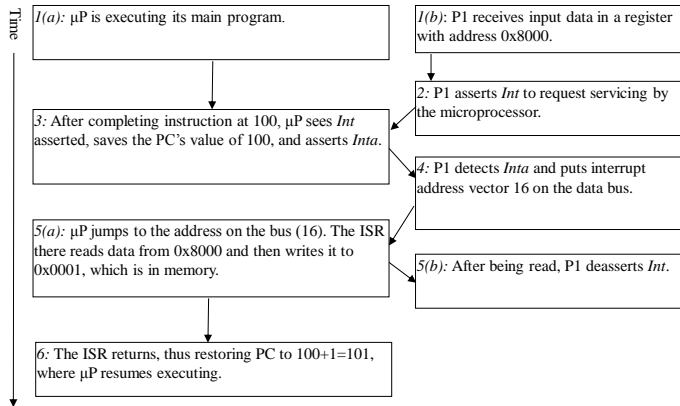 Time
1(a): μP is executing its main program.
1(b): P1 receives input data in a register
with address 0x8000.
2: P1 asserts Int to request servicing by
the microprocessor.
3: After completing instruction at 100, μP sees Int
asserted, saves the PC’s value of 100, and asserts Inta.
4: P1 detects Inta and puts interrupt
address vector 16 on the data bus.
5(a): μP jumps to the address on the bus (16). The ISR
there reads data from 0x8000 and then writes it to
0x0001, which is in memory.
5(b): After being read, P1 deasserts Int.
6: The ISR returns, thus restoring PC to 100+1=101,
where μP resumes executing.